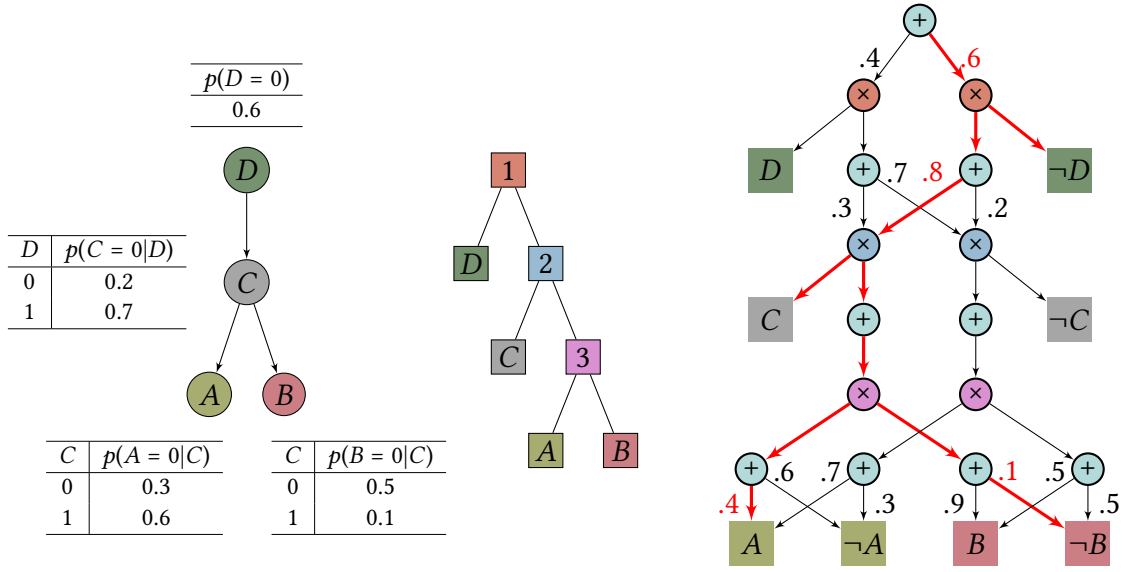 p(D = 0)
0.6
D
D p(C = 0|D)
0 0.2
1 0.7
C
A B
C p(A = 0|C)
0 0.3
1 0.6
C p(B = 0|C)
0 0.5
1 0.1
1
D 2
C 3
A B
+
.4 .6
× ×
D + .7 .8 + ¬D
.3 .2
× ×
C + + ¬C
× ×
+ .6 .7 + + .1 .5 +
.4 .3 .9 .5
A ¬A B ¬B